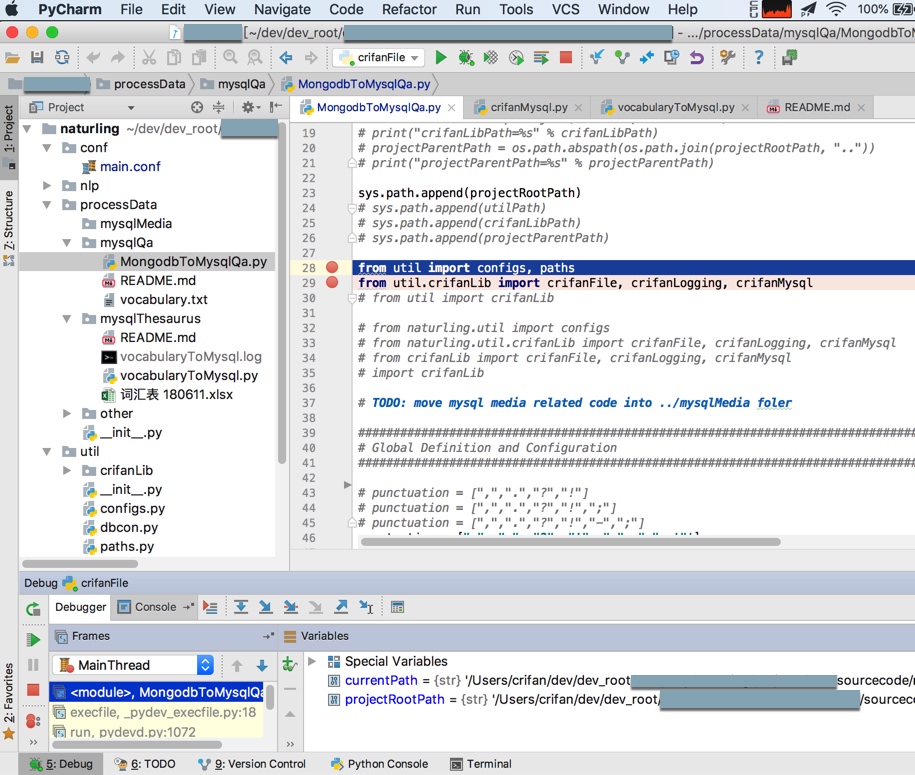 PyCharm File Edit View Navigate Code Refactor Run Tools VCS Window Help 100%
[~/dev/dev_root/ - .../processData/mysqlQa/MongodbToMo
crifanFile
processData mysqlQa MongodbToMysqlQa.py
Project
MongodbToMysqlQa.py crifanMysql.py vocabularyToMysql.py README.md
1: Project
Z: Structure
2: Favorites
naturling ~/dev/dev_root/
conf
main.conf
nlp
processData
mysqlMedia
mysqlQa
MongodbToMysqlQa.py
README.md
vocabulary.txt
mysqlThesaurus
README.md
vocabularyToMysql.log
vocabularyToMysql.py
词汇表 180611.xlsx
other
__init__.py
util
crifanLib
__init__.py
configs.py
dbcon.py
paths.py
19 # print("crifanLibPath=%s" % crifanLibPath)
20 # projectParentPath = os.path.abspath(os.path.join(projectRootPath, ".."))
21 # print("projectParentPath=%s" % projectParentPath)
22
23 sys.path.append(projectRootPath)
24 # sys.path.append(utilPath)
25 # sys.path.append(crifanLibPath)
26 # sys.path.append(projectParentPath)
27
28 from util import configs, paths
29 from util.crifanLib import crifanFile, crifanLogging, crifanMysql
30 # from util import crifanLib
31
32 # from naturling.util import configs
33 # from naturling.util.crifanLib import crifanFile, crifanLogging, crifanMysql
34 # from crifanLib import crifanFile, crifanLogging, crifanMysql
35 # import crifanLib
36
37 # TODO: move mysql media related code into ../mysqlMedia foler
38
39 ################################################################################
40 # Global Definition and Configuration
41 ################################################################################
42
43 # punctuation = [",",".","?","!"]
44 # punctuation = [",",".","?","!",";"]
45 # punctuation = [",",".","?","!","-",";"]
46
Debug crifanFile
Debugger Console
Frames Variables
MainThread
<module>, MongodbToMysqlQa
execfile, _pydev_execfile.py:18
run, pydevd.py:1072
Special Variables
currentPath = {str} '/Users/crifan/dev/dev_root sourcecode/
projectRootPath = {str} '/Users/crifan/dev/dev_root/ /sourcec
5: Debug 6: TODO 9: Version Control Python Console Terminal